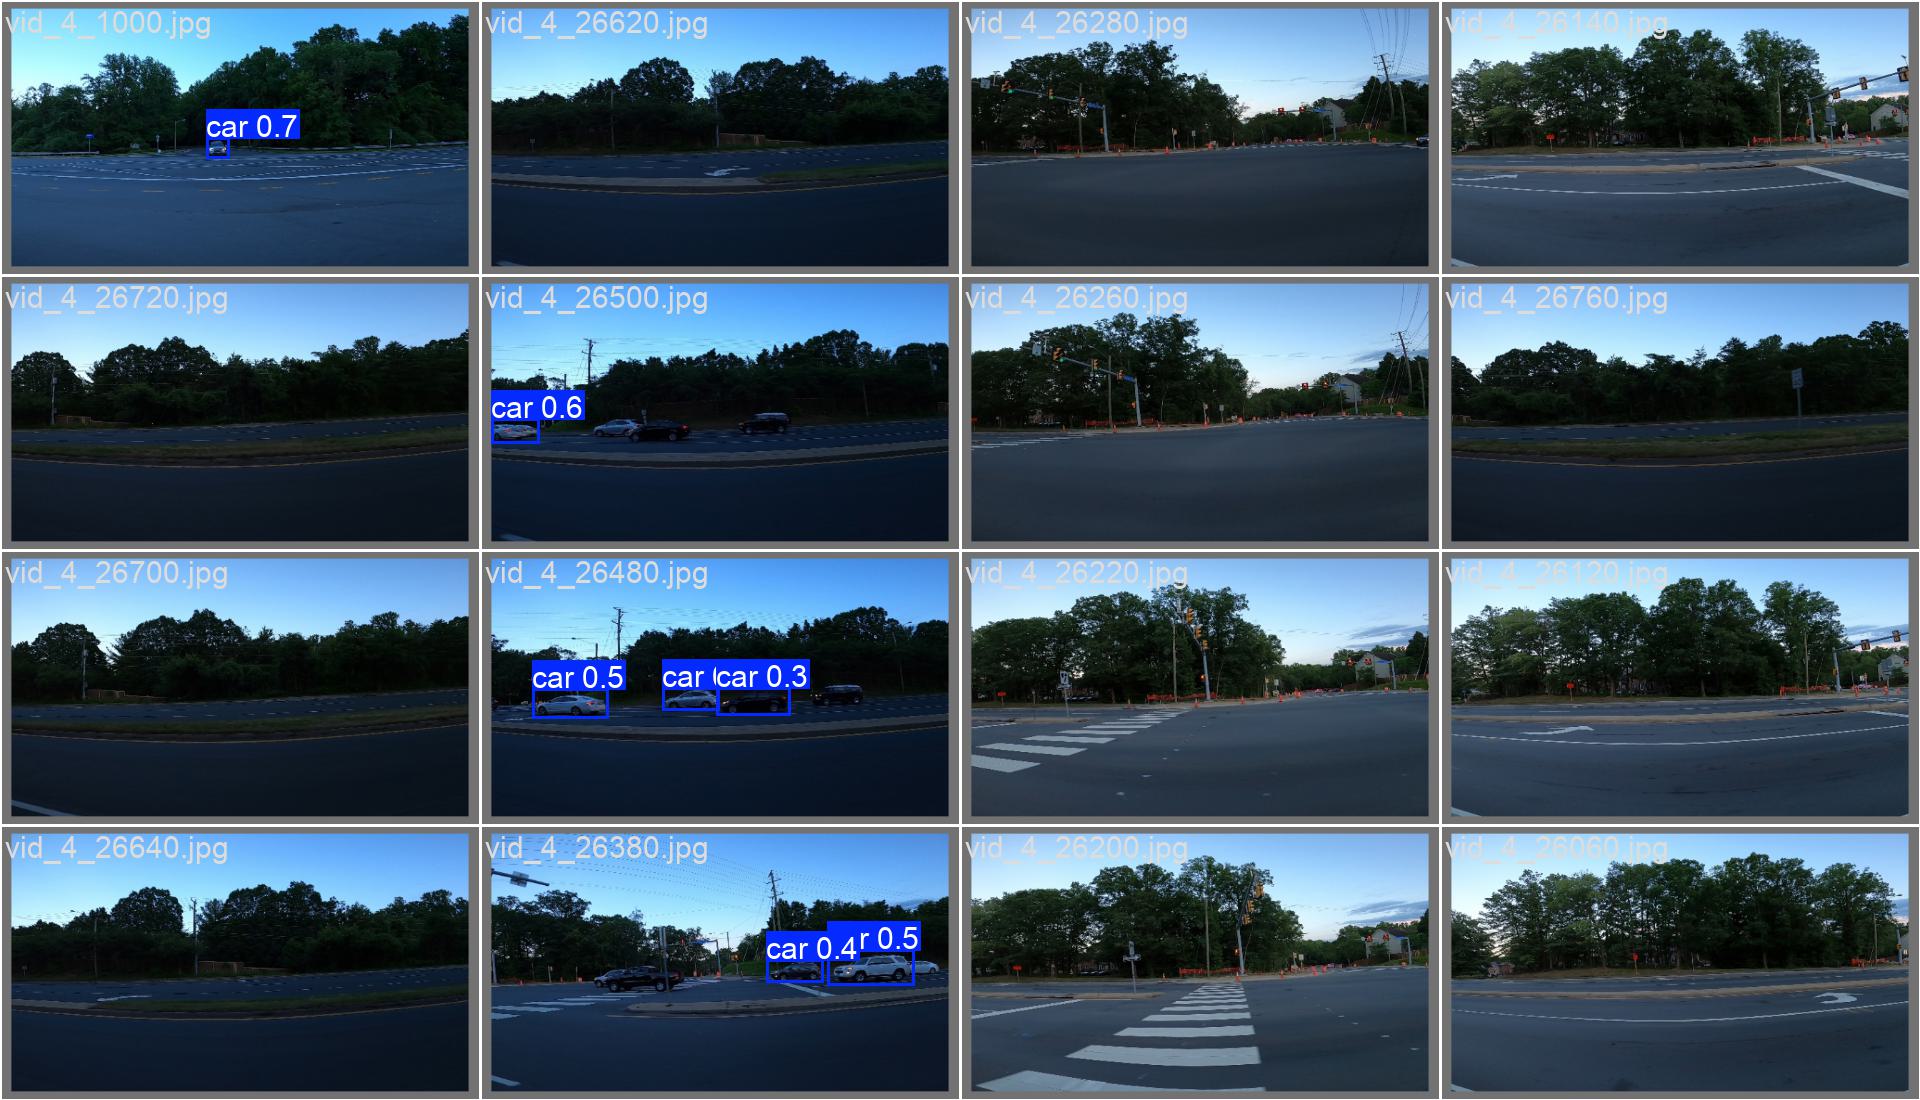 vid_4_1000.jpg
car 0.7
vid_4_26620.jpg
vid_4_26280.jpg
vid_4_26140.jpg
vid_4_26720.jpg
vid_4_26500.jpg
car 0.6
vid_4_26260.jpg
vid_4_26760.jpg
vid_4_26700.jpg
vid_4_26480.jpg
car 0.5
car
car 0.3
vid_4_26220.jpg
vid_4_26120.jpg
vid_4_26640.jpg
vid_4_26380.jpg
car 0.4
r 0.5
vid_4_26200.jpg
vid_4_26060.jpg